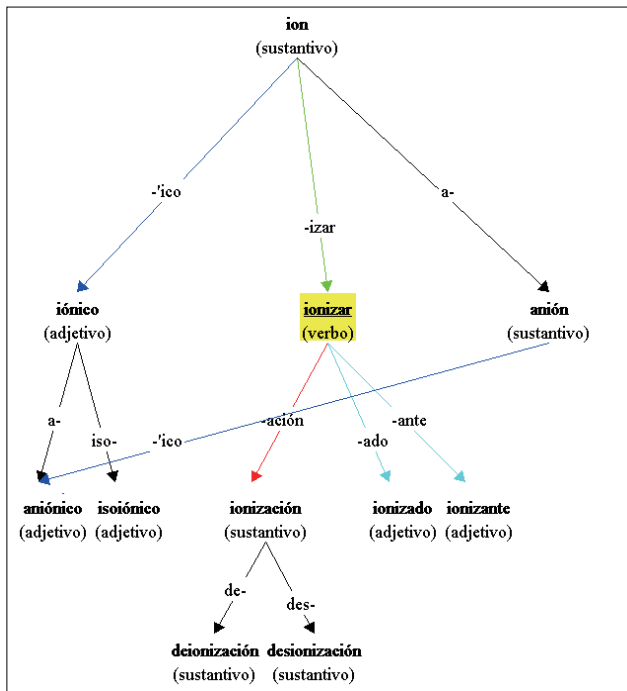 ion
(sustantivo)
-'ico
a-
-izar
iónico
(adjetivo)
ionizar
(verbo)
anión
(sustantivo)
a-
iso-
-'ico
-ación
-ado
-ante
aniónico
(adjetivo)
isoiónico
(adjetivo)
ionización
(sustantivo)
ionizado
(adjetivo)
ionizante
(adjetivo)
de-
des-
deionización
(sustantivo)
desionización
(sustantivo)